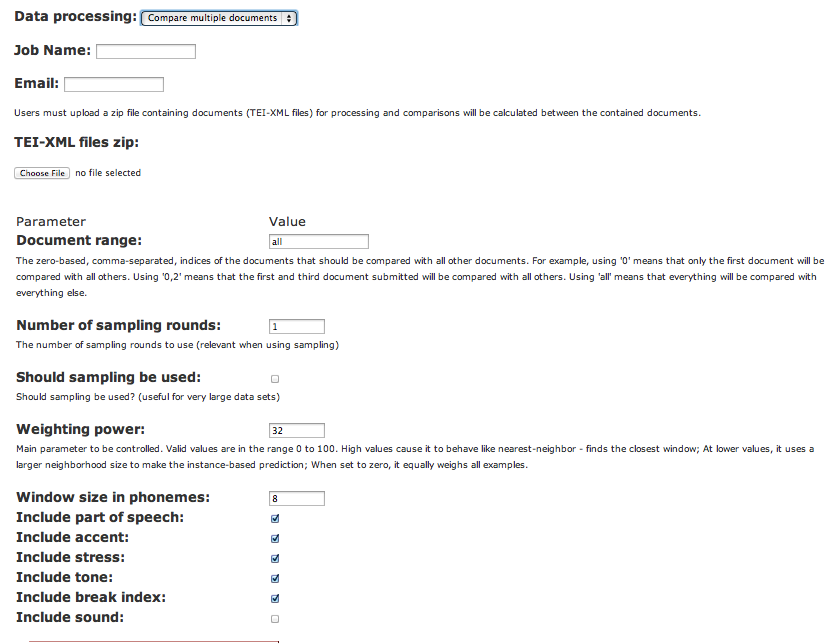 Data processing: Compare multiple documents
Job Name:
Email:
Users must upload a zip file containing documents (TEI-XML files) for processing and comparisons will be calculated between the contained documents.
TEI-XML files zip:
Choose File no file selected
Parameter Value
Document range: all
The zero-based, comma-separated, indices of the documents that should be compared with all other documents. For example, using '0' means that only the first document will be
compared with all others. Using '0,2' means that the first and third document submitted will be compared with all others. Using 'all' means that everything will be compared with
everything else.
Number of sampling rounds: 1
The number of sampling rounds to use (relevant when using sampling)
Should sampling be used:
Should sampling be used? (useful for very large data sets)
Weighting power: 32
Main parameter to be controlled. Valid values are in the range 0 to 100. High values cause it to behave like nearest-neighbor - finds the closest window; At lower values, it uses a
larger neighborhood size to make the instance-based prediction; When set to zero, it equally weighs all examples.
Window size in phonemes: 8
Include part of speech:
Include accent:
Include stress:
Include tone:
Include break index:
Include sound: